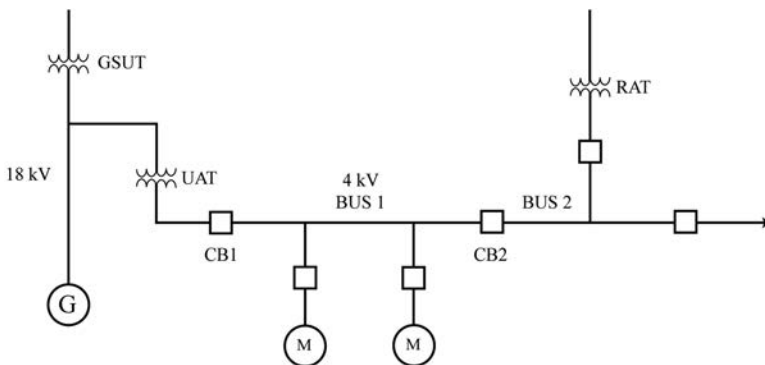 GSUT
RAT
18 kV
UAT
4 kV
BUS 1
BUS 2
CB1
CB2
G
M
M